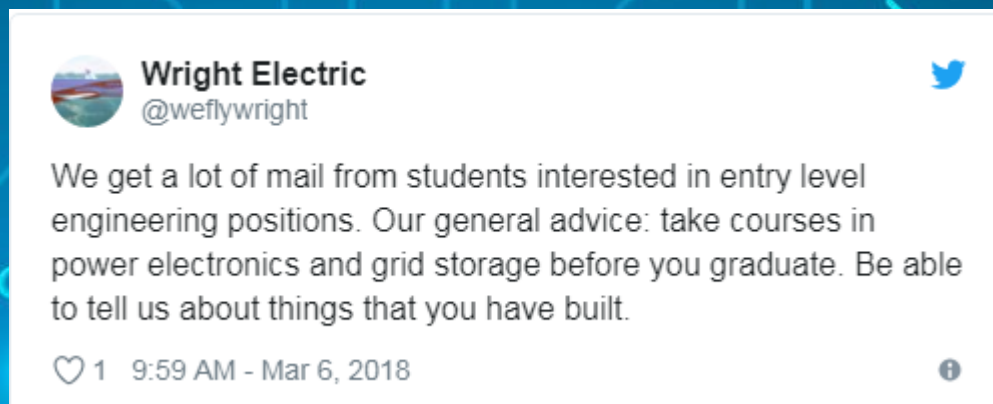 Wright Electric
@weflywright
We get a lot of mail from students interested in entry level
engineering positions. Our general advice: take courses in
power electronics and grid storage before you graduate. Be able
to tell us about things that you have built.
1 9:59 AM - Mar 6, 2018